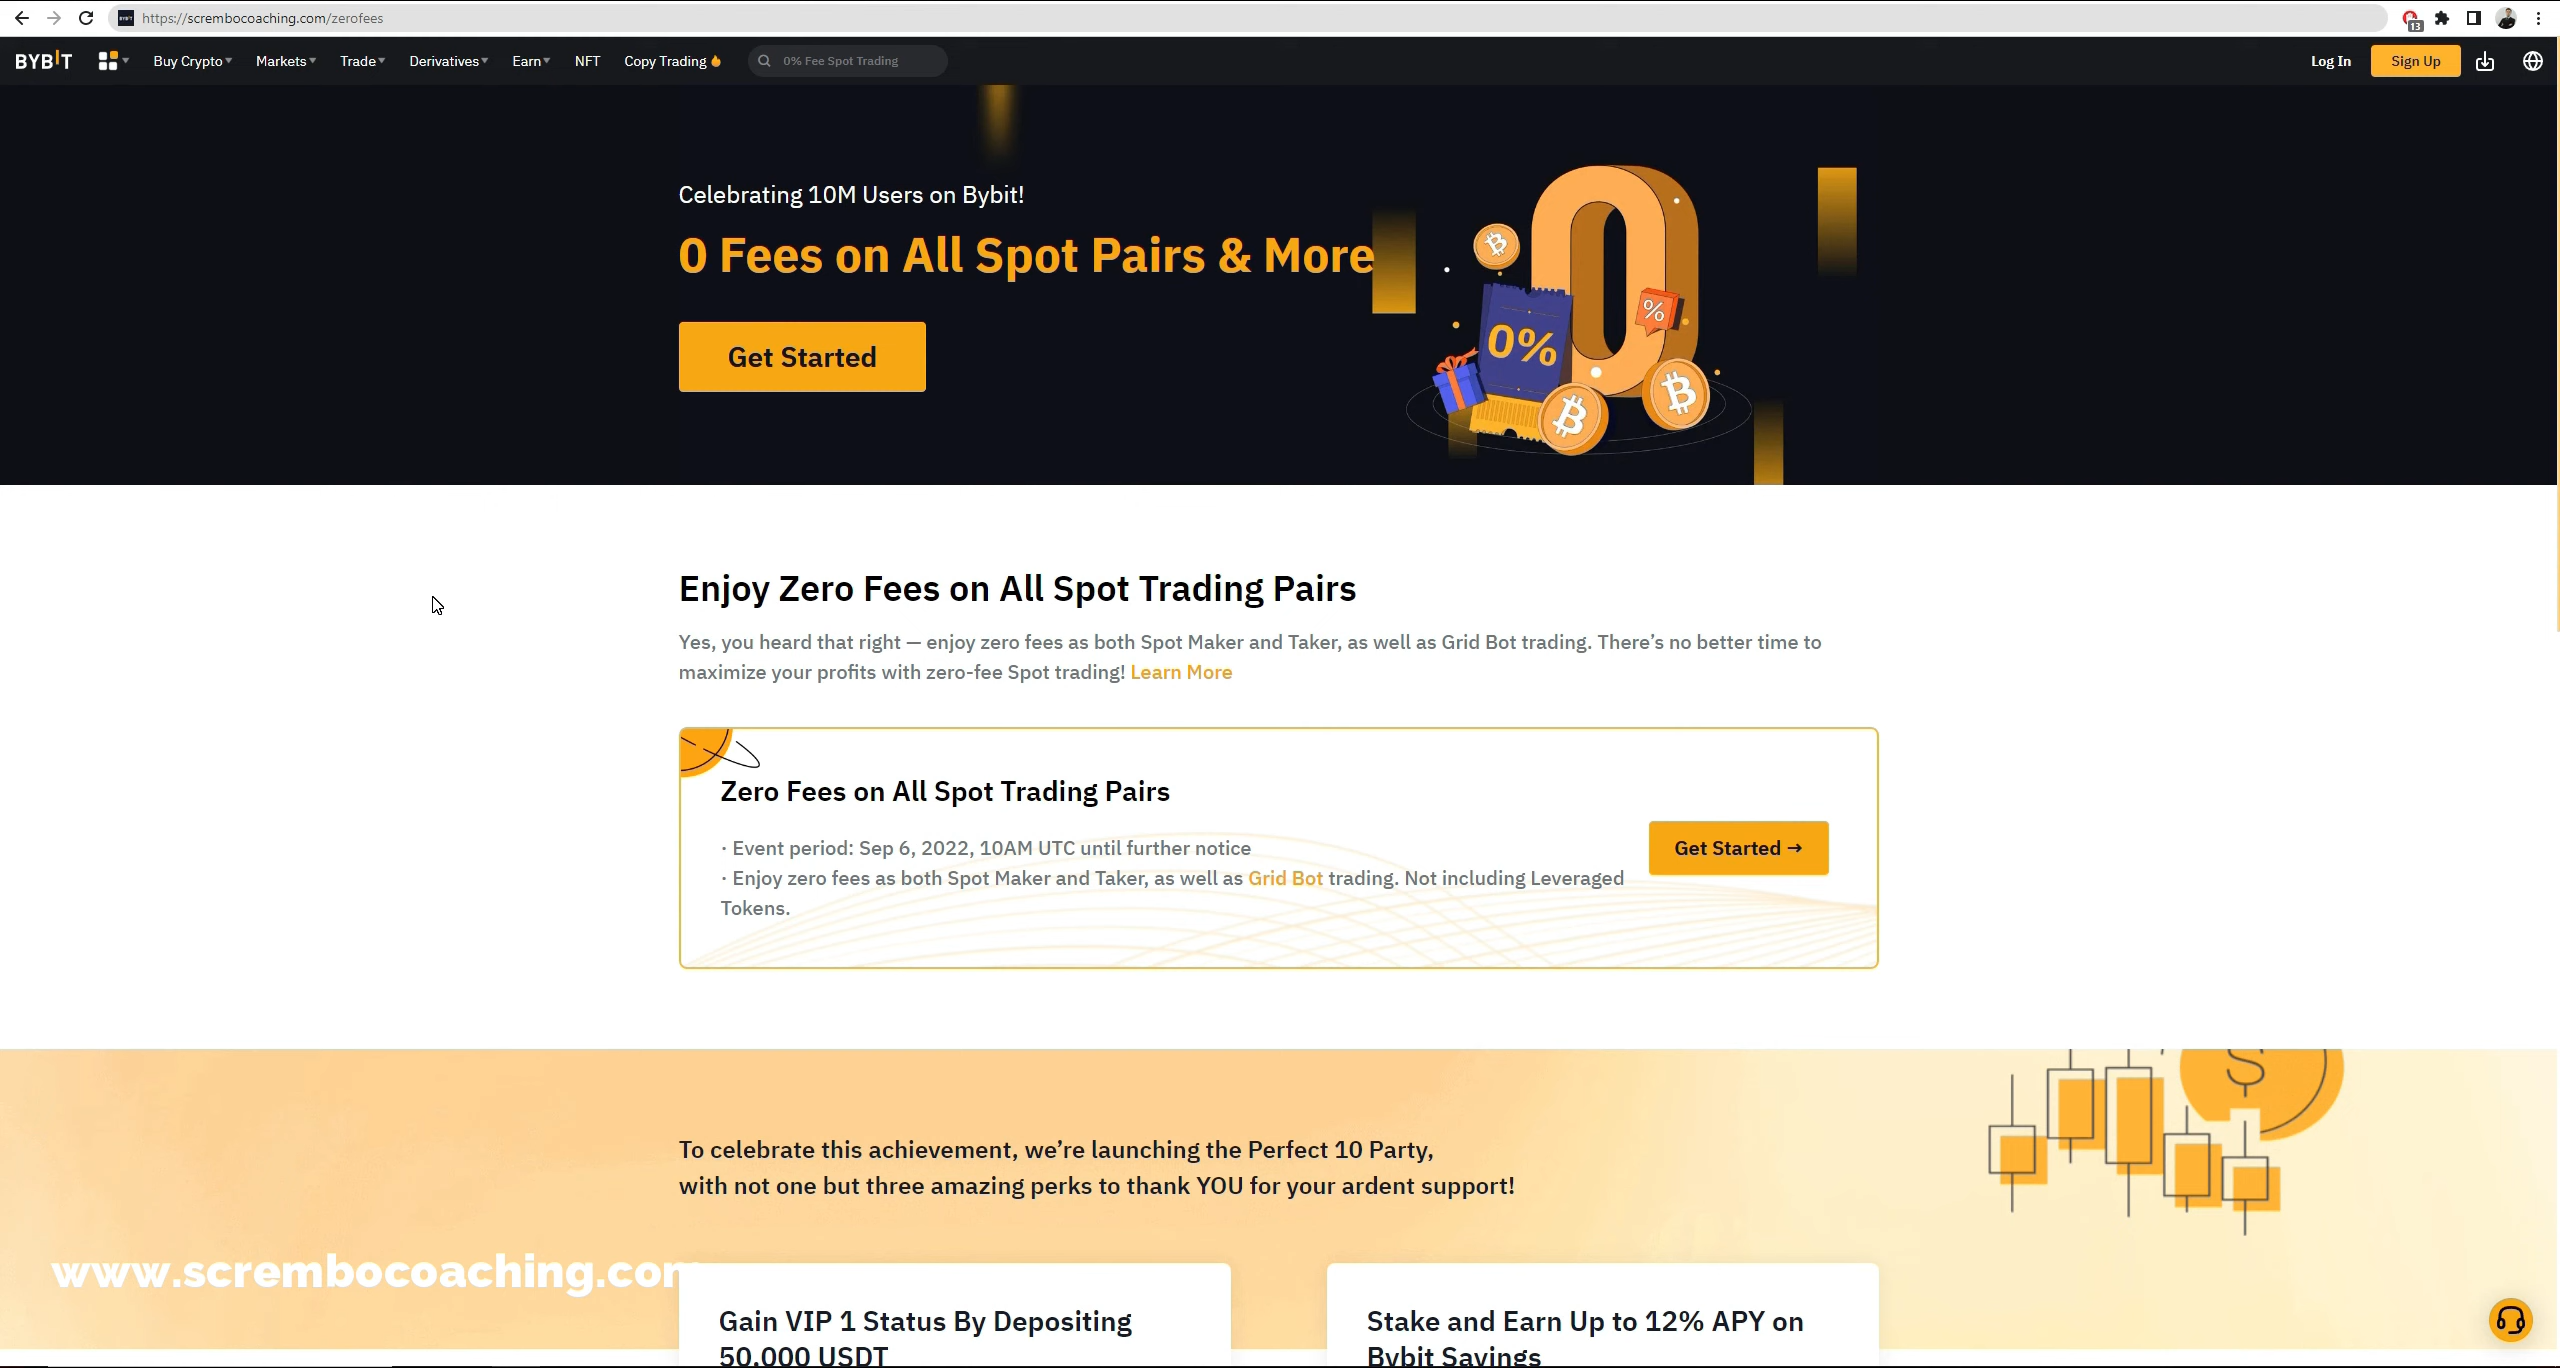 https://scrembocoaching.com/zerofees
13
BYBIT
Buy Crypto
Markets
Trade
Derivatives
Earn
NFT
Copy Trading
0% Fee Spot Trading
Log In
Sign Up
Celebrating 10M Users on Bybit!
0 Fees on All Spot Pairs & More
Get Started
0
0%
%
Enjoy Zero Fees on All Spot Trading Pairs
Yes, you heard that right — enjoy zero fees as both Spot Maker and Taker, as well as Grid Bot trading. There’s no better time to
maximize your profits with zero-fee Spot trading! Learn More
Zero Fees on All Spot Trading Pairs
· Event period: Sep 6, 2022, 10AM UTC until further notice
· Enjoy zero fees as both Spot Maker and Taker, as well as Grid Bot trading. Not including Leveraged
Tokens.
Get Started →
To celebrate this achievement, we’re launching the Perfect 10 Party,
with not one but three amazing perks to thank YOU for your ardent support!
www.scrembocoaching.com
Gain VIP 1 Status By Depositing
50,000 USDT
Stake and Earn Up to 12% APY on
Bybit Savings